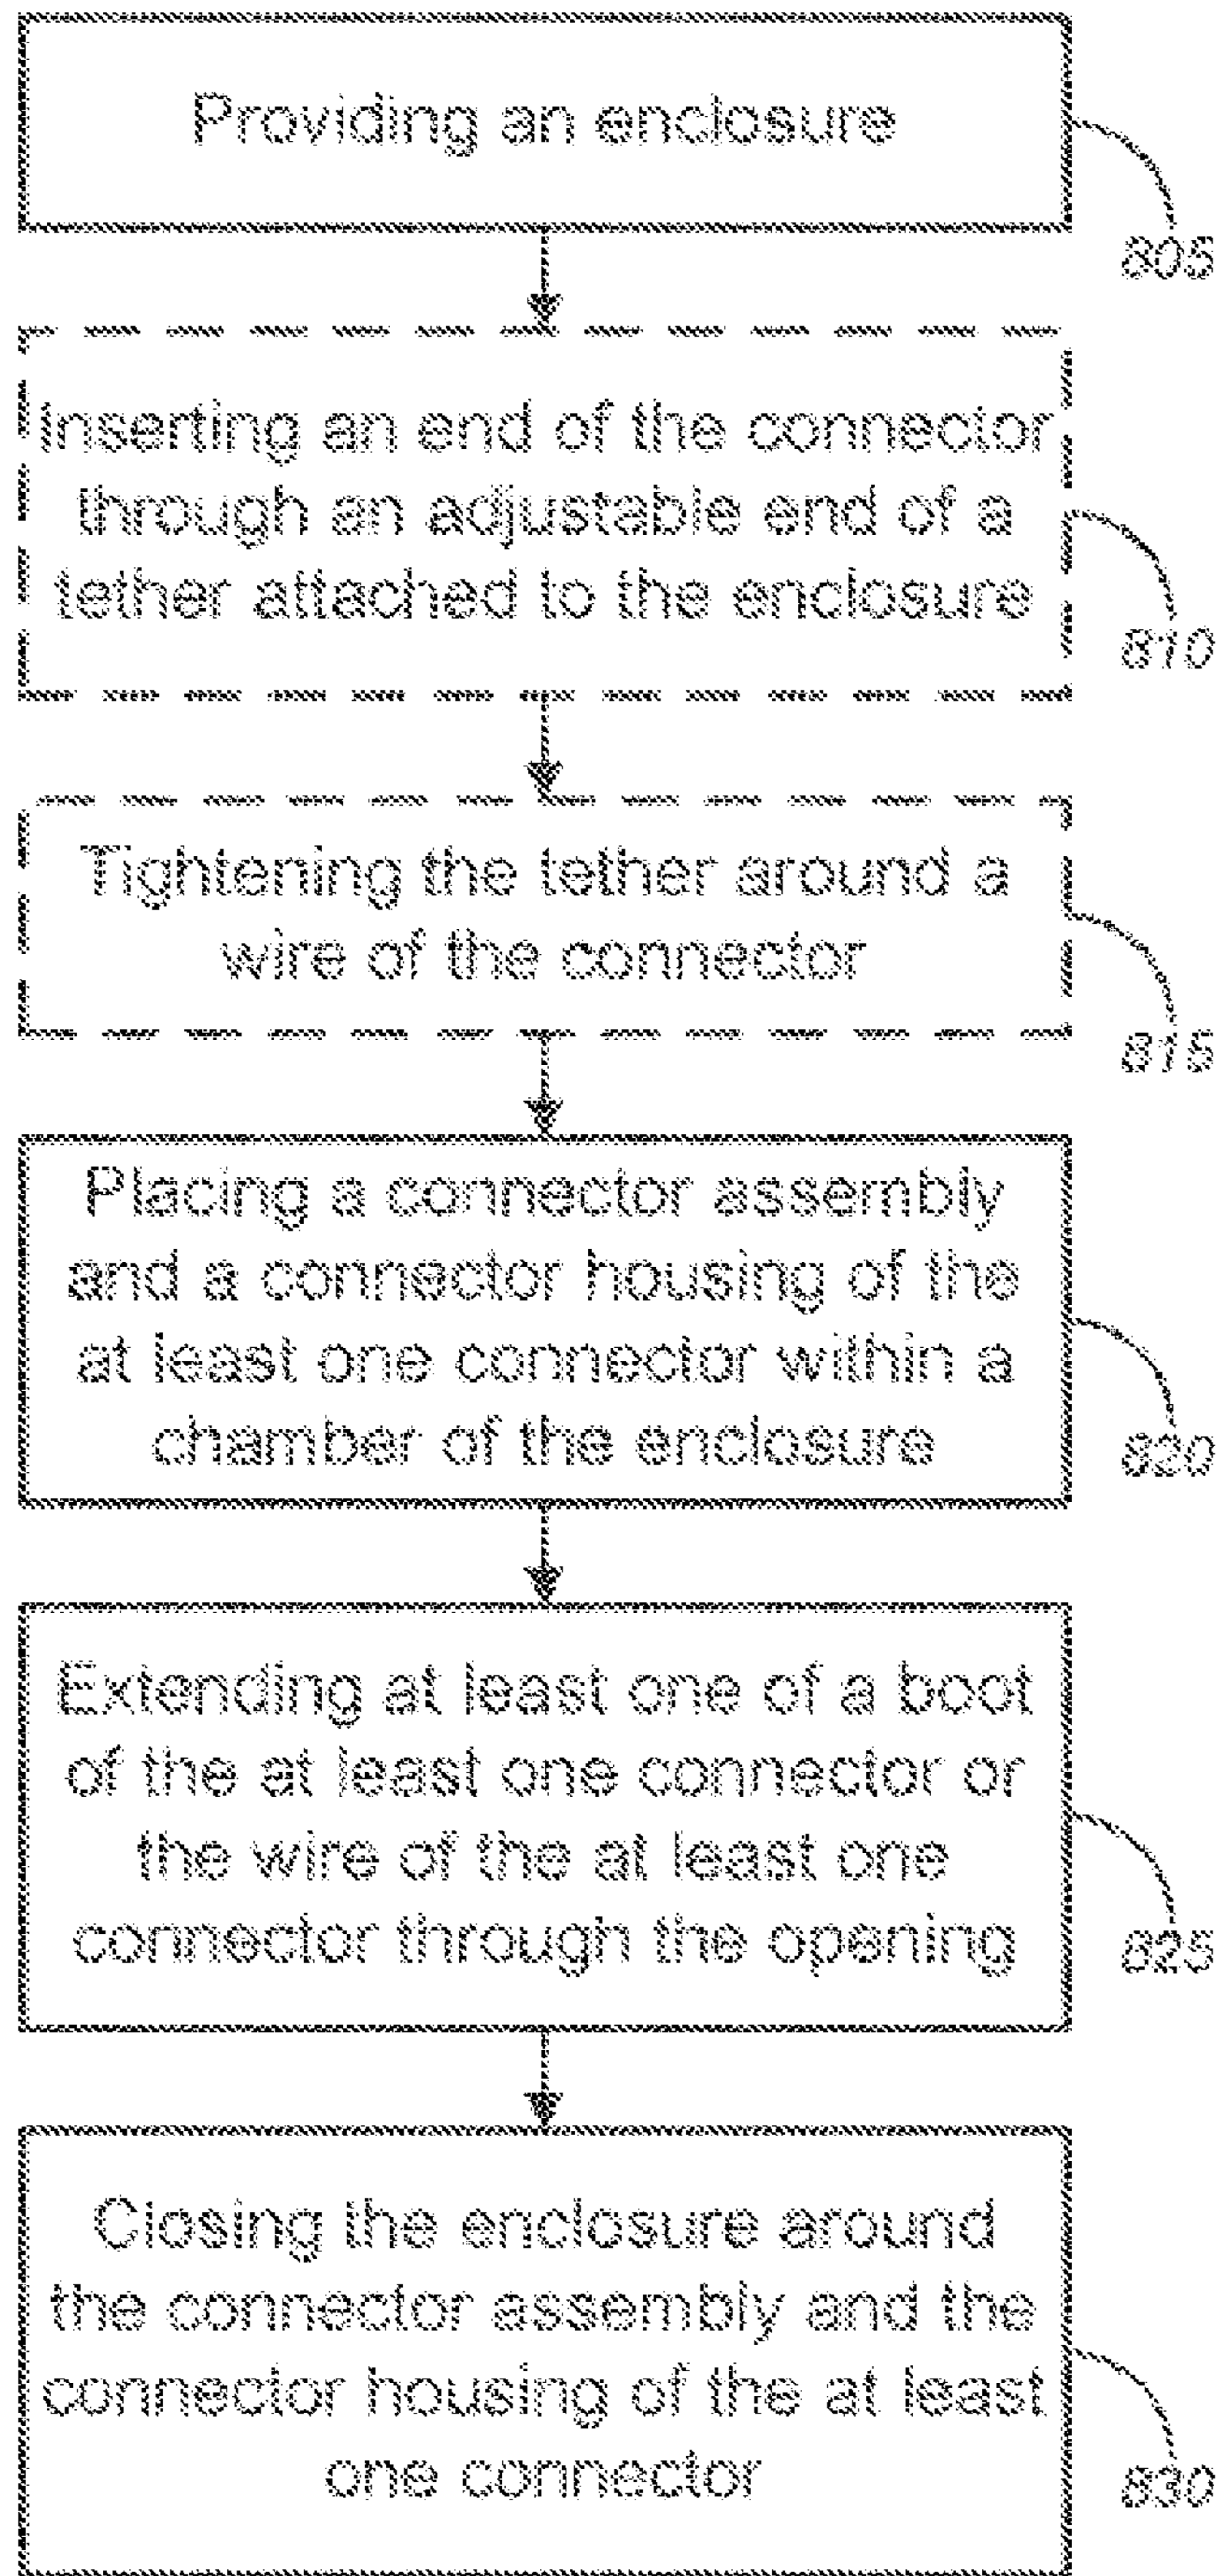 Providing an enclosure
805
Inserting an end of the connector
through an adjustable end of a
tether attached to the enclosure
810
Tightening the tether around a
wire of the connector
815
Placing a connector assembly
and a connector housing of the
at least one connector within a
chamber of the enclosure
820
Extending at least one of a boot
of the at least one connector or
the wire of the at least one
connector through the opening
825
Closing the enclosure around
the connector assembly and the
connector housing of the at least
one connector
830